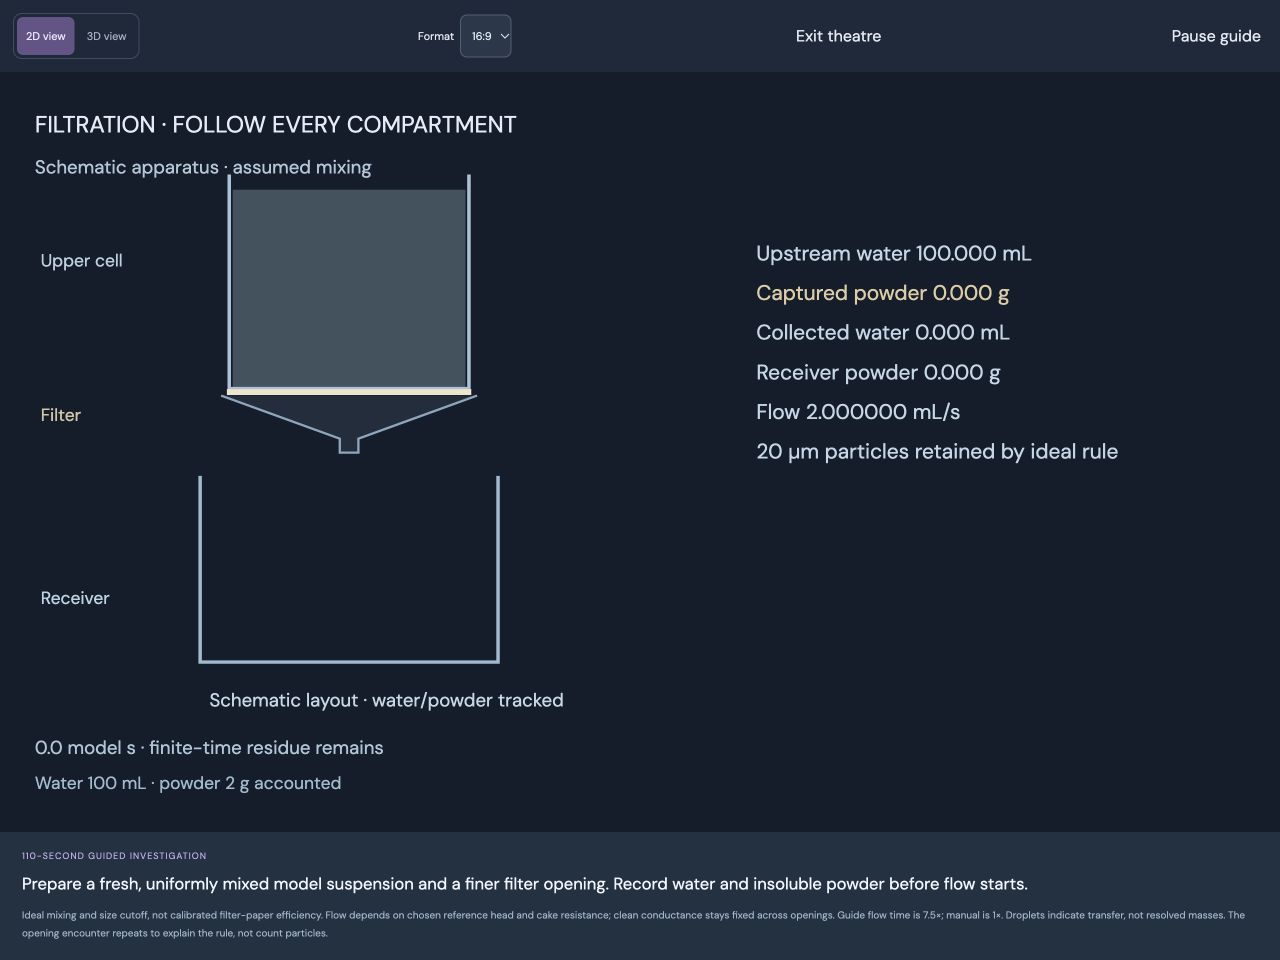 2D view
3D view
Format
16:9
Exit theatre
Pause guide
FILTRATION · FOLLOW EVERY COMPARTMENT
Schematic apparatus · assumed mixing
Upper cell
Filter
Receiver
Upstream water 100.000 mL
Captured powder 0.000 g
Collected water 0.000 mL
Receiver powder 0.000 g
Flow 2.000000 mL/s
20 µm particles retained by ideal rule
Schematic layout · water/powder tracked
0.0 model s · finite-time residue remains
Water 100 mL · powder 2 g accounted
110-SECOND GUIDED INVESTIGATION
Prepare a fresh, uniformly mixed model suspension and a finer filter opening. Record water and insoluble powder before flow starts.
Ideal mixing and size cutoff, not calibrated filter-paper efficiency. Flow depends on chosen reference head and cake resistance; clean conductance stays fixed across openings. Guide flow time is 7.5×; manual is 1×. Droplets indicate transfer, not resolved masses. The
opening encounter repeats to explain the rule, not count particles.